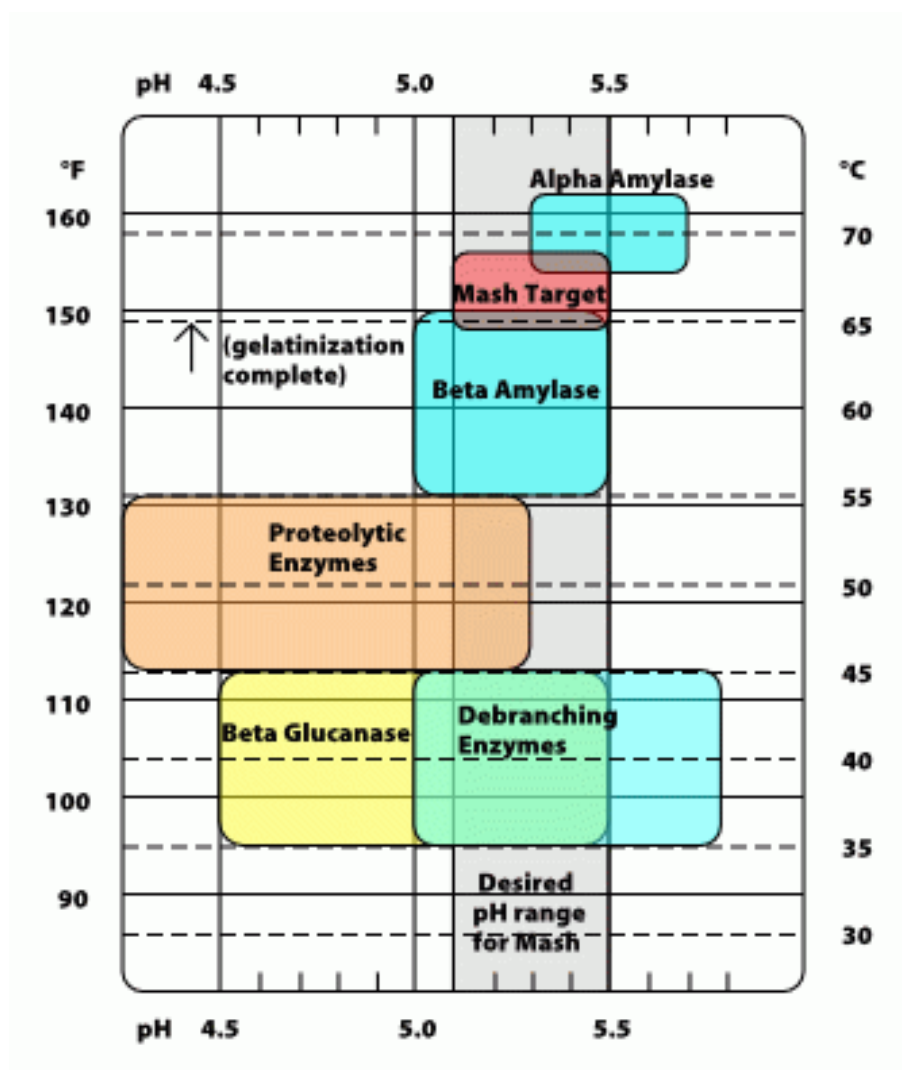 pH 4.5 5.0 5.5
°F °C
Alpha Amylase
160
70
Mash Target
150
65
(gelatinization
complete)
Beta Amylase
140 60
55
130
Proteolytic
Enzymes
50
120
45
110
Debranching
Beta Glucanase
Enzymes
40
100
35
Desired
90
pH range
30
for Mash
pH 4.5 5.0 5.5